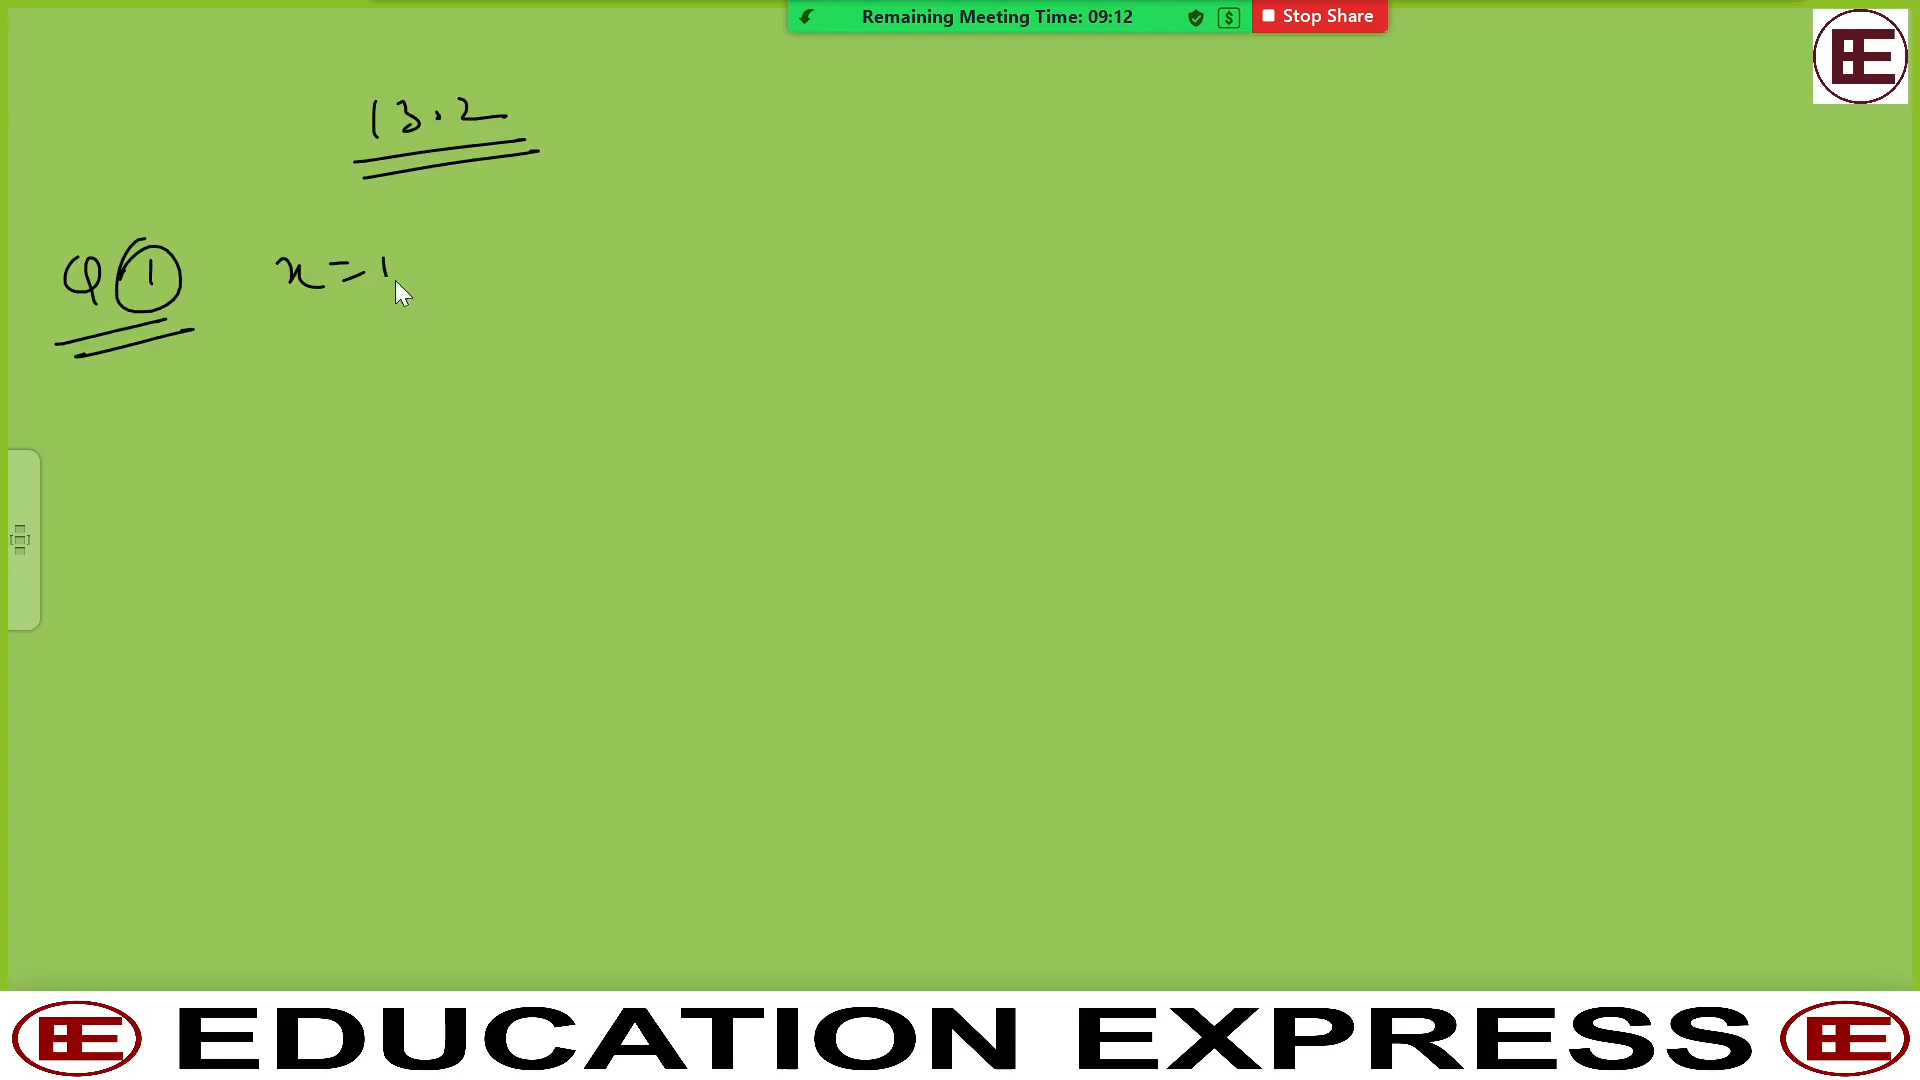 Remaining Meeting Time: 09:12 $ Stop Share
13.2
Q 1 x = 1
EDUCATION EXPRESS